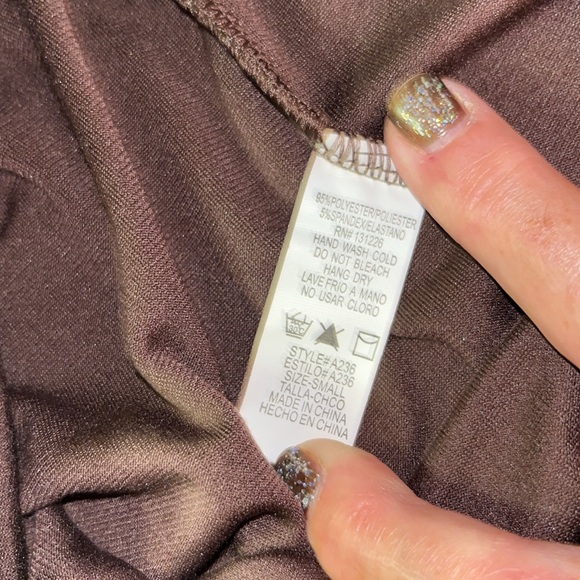 95%POLYESTER/POLIESTER
5%SPANDEX/ELASTANO
RN# 131226
HAND WASH COLD
DO NOT BLEACH
HANG DRY
LAVE FRIO A MANO
NO USAR CLORO
STYLE# A236
ESTILO# A236
SIZE-SMALL
TALLA-CHCO
MADE IN CHINA
HECHO EN CHINA